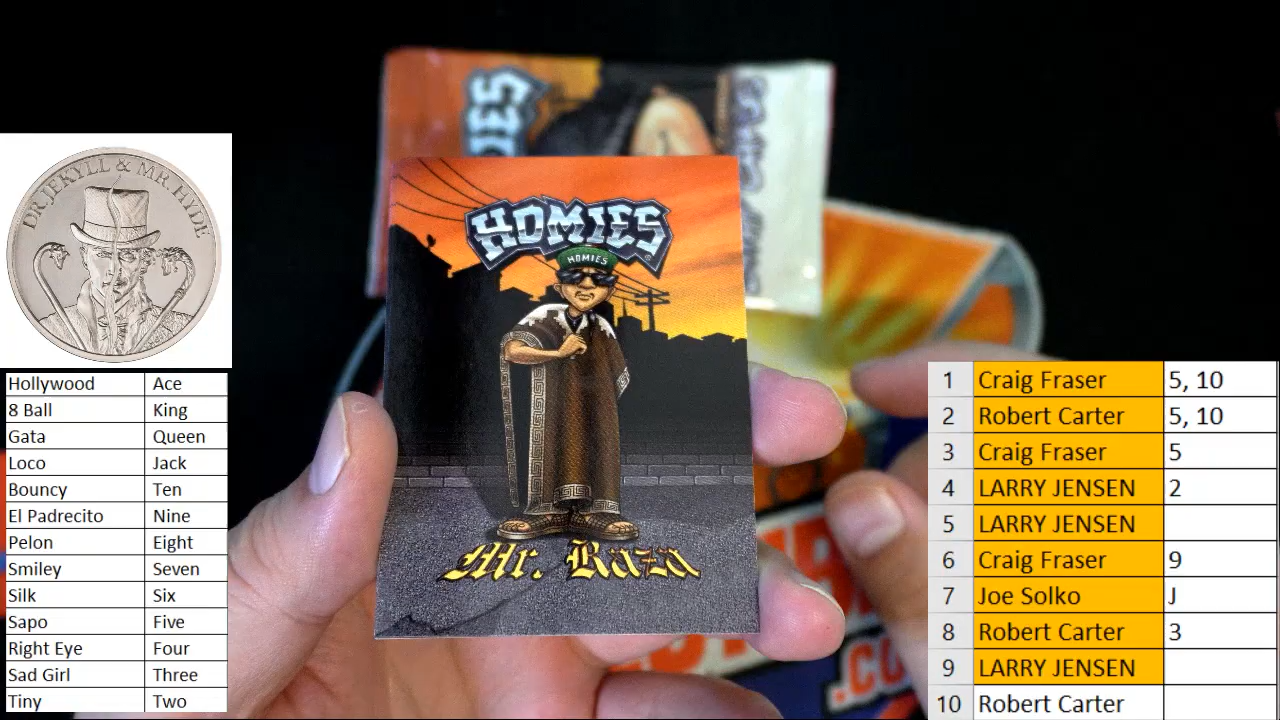 DR. JEKYLL & MR. HYDE
Hollywood Ace
8 Ball King
Gata Queen
Loco Jack
Bouncy Ten
El Padrecito Nine
Pelon Eight
Smiley Seven
Silk Six
Sapo Five
Right Eye Four
Sad Girl Three
Tiny Two
HOMIES
HOMIES
Mr. Raza
.CO
1 Craig Fraser 5, 10
2 Robert Carter 5, 10
3 Craig Fraser 5
4 LARRY JENSEN 2
5 LARRY JENSEN
6 Craig Fraser 9
7 Joe Solko J
8 Robert Carter 3
9 LARRY JENSEN
10 Robert Carter